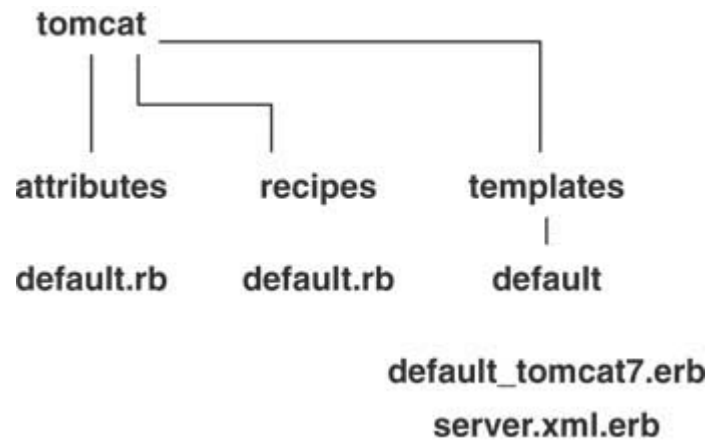 tomcat
attributes recipes templates
default.rb default.rb default
default_tomcat7.erb
server.xml.erb